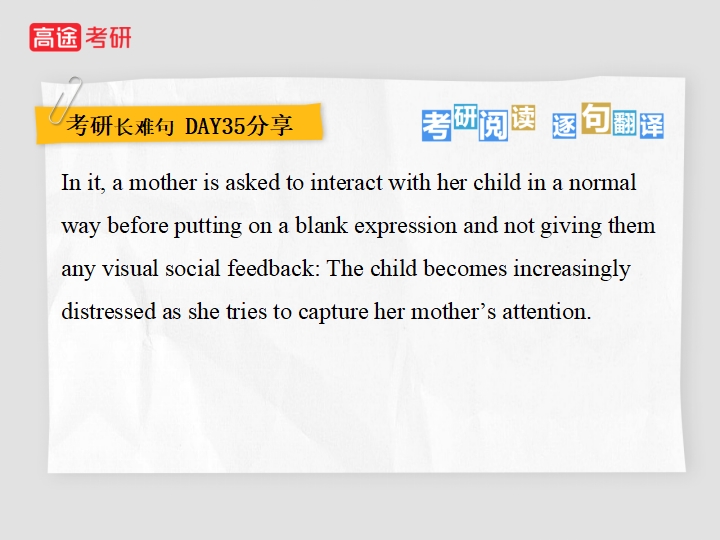 高途考研
考研长难句 DAY35分享
考研阅读 逐句翻译
In it, a mother is asked to interact with her child in a normal
way before putting on a blank expression and not giving them
any visual social feedback: The child becomes increasingly
distressed as she tries to capture her mother’s attention.